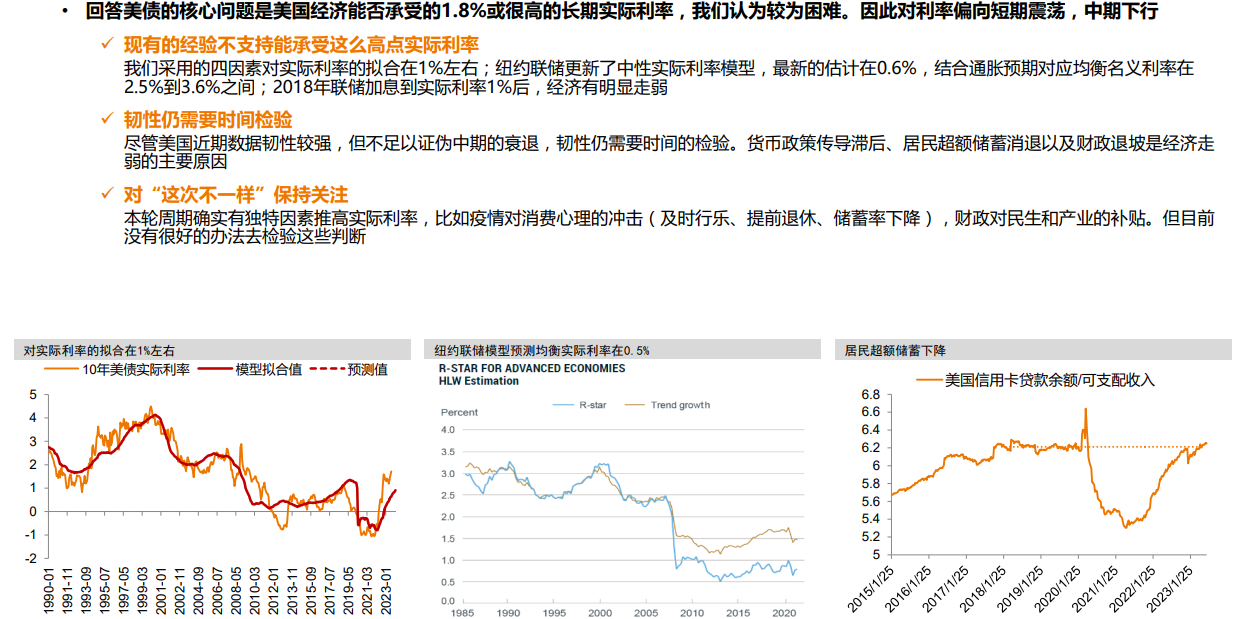 • 回答美债的核心问题是美国经济能否承受的1.8%或很高的长期实际利率，我们认为较为困难。因此对利率偏向短期震荡，中期下行
✓ 现有的经验不支持能承受这么高点实际利率
我们采用的四因素对实际利率的拟合在1%左右；纽约联储更新了中性实际利率模型，最新的估计在0.6%，结合通胀预期对应均衡名义利率在
2.5%到3.6%之间；2018年联储加息到实际利率1%后，经济有明显走弱
✓ 韧性仍需要时间检验
尽管美国近期数据韧性较强，但不足以证伪中期的衰退，韧性仍需要时间的检验。货币政策传导滞后、居民超额储蓄消退以及财政退坡是经济走
弱的主要原因
✓ 对“这次不一样”保持关注
本轮周期确实有独特因素推高实际利率，比如疫情对消费心理的冲击（及时行乐、提前退休、储蓄率下降），财政对民生和产业的补贴。但目前
没有很好的办法去检验这些判断
对实际利率的拟合在1%左右
10年美债实际利率 模型拟合值 预测值
5
4
3
2
1
0
-1
-2
1990-01 1991-11 1993-09 1995-07 1997-05 1999-03 2001-01 2002-11 2004-09 2006-07 2008-05 2010-03 2012-01 2013-11 2015-09 2017-07 2019-05 2021-03 2023-01
纽约联储模型预测均衡实际利率在0.5%
R-STAR FOR ADVANCED ECONOMIES
HLW Estimation
R-star Trend growth
Percent
4.0
3.5
3.0
2.5
2.0
1.5
1.0
0.5
0.0
1985 1990 1995 2000 2005 2010 2015 2020
居民超额储蓄下降
美国信用卡贷款余额/可支配收入
6.8
6.6
6.4
6.2
6
5.8
5.6
5.4
5.2
5
2015/1/25 2016/1/25 2017/1/25 2018/1/25 2019/1/25 2020/1/25 2021/1/25 2022/1/25 2023/1/25